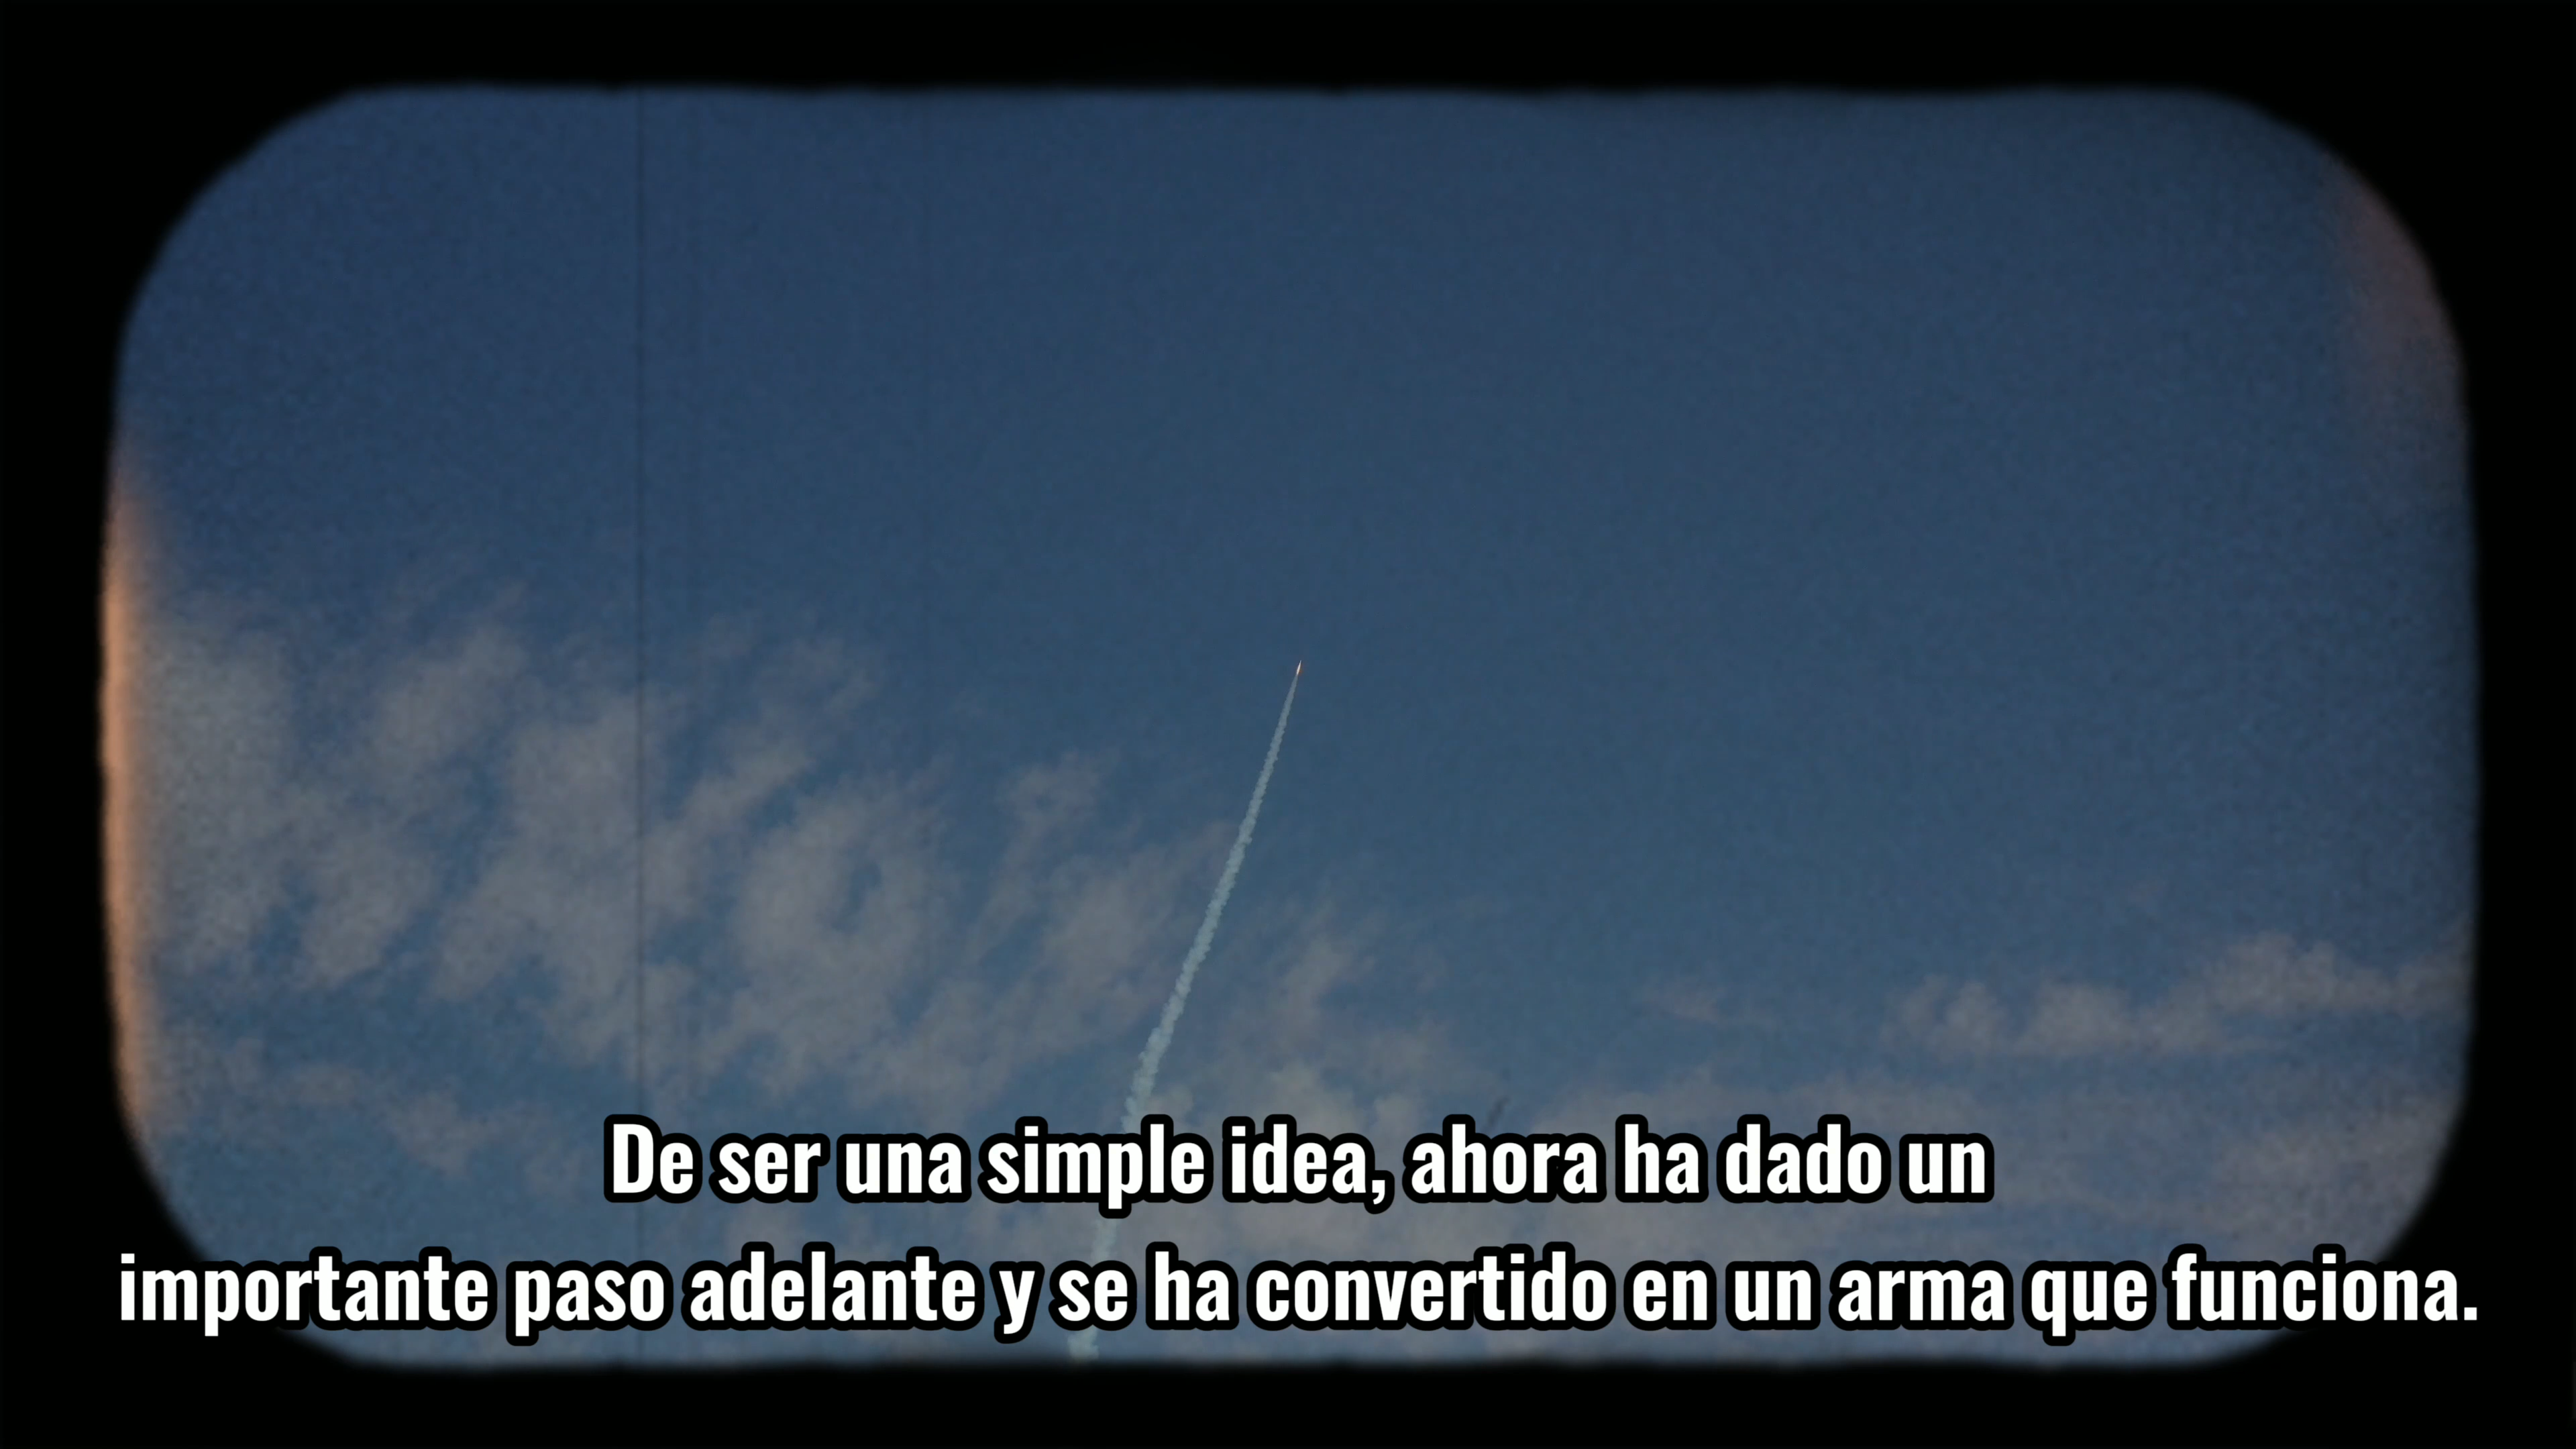 De ser una simple idea, ahora ha dado un
importante paso adelante y se ha convertido en un arma que funciona.